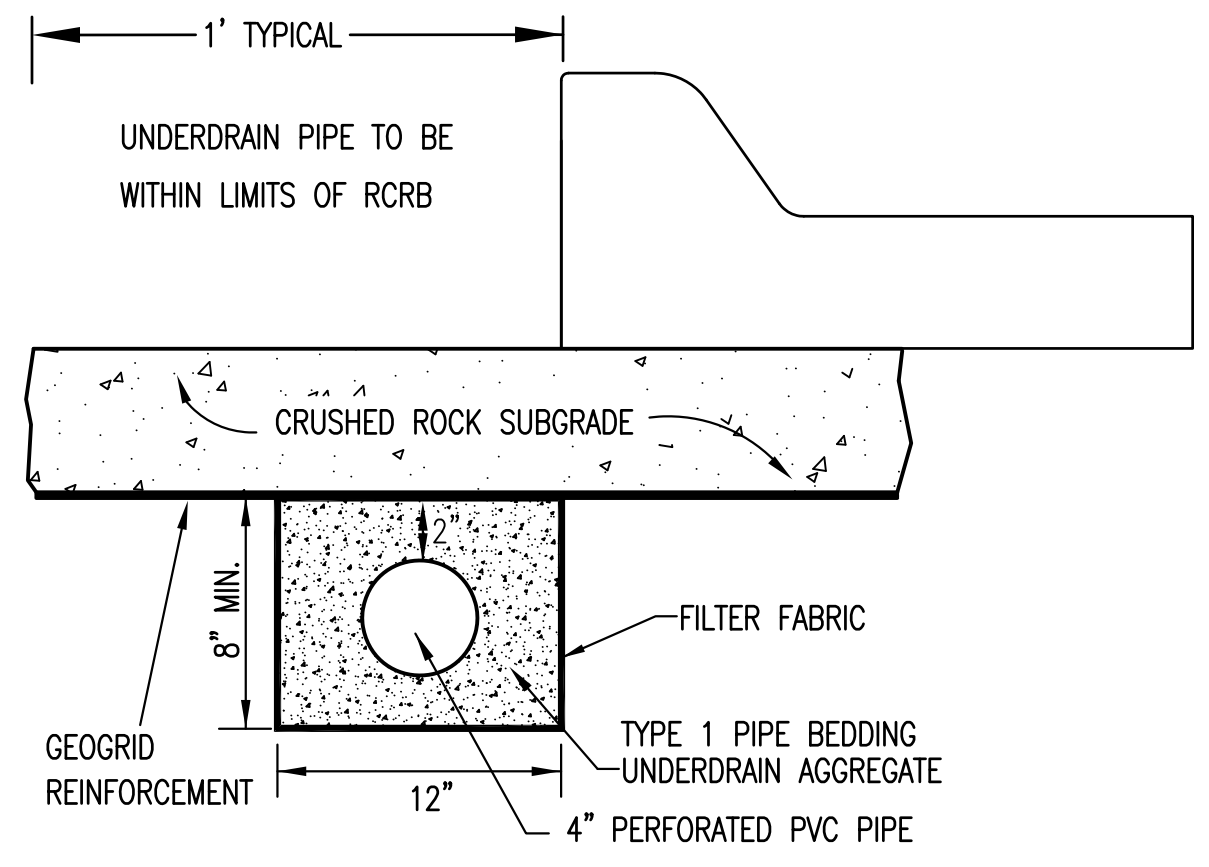 1' TYPICAL
UNDERDRAIN PIPE TO BE
WITHIN LIMITS OF RCRB
CRUSHED ROCK SUBGRADE
2"
8" MIN.
FILTER FABRIC
GEOGRID
REINFORCEMENT
TYPE 1 PIPE BEDDING
UNDERDRAIN AGGREGATE
12"
4" PERFORATED PVC PIPE